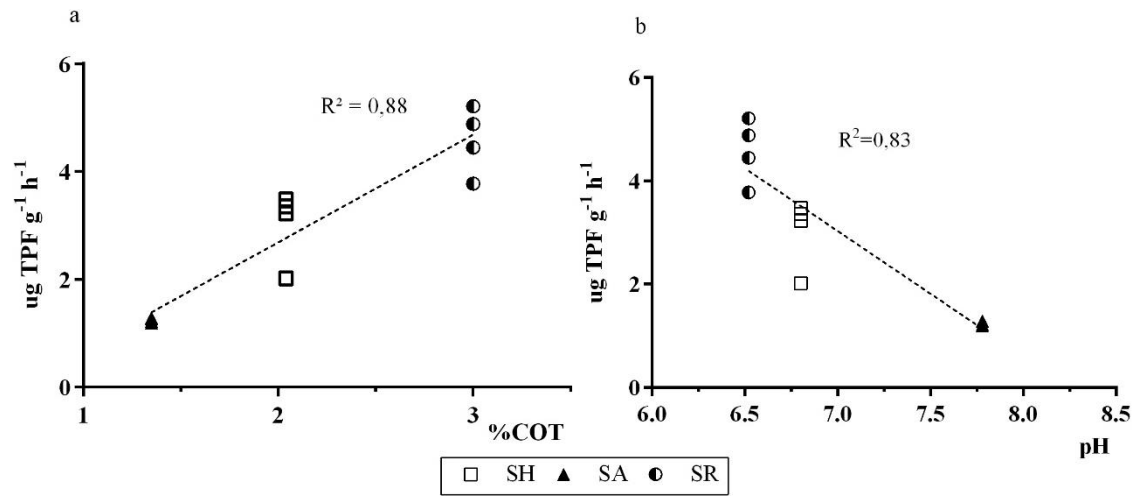 a
b
6
4
2
0
ug TPF g⁻¹ h⁻¹
R² = 0,88
1
2
3
%COT
6
4
2
0
ug TPF g⁻¹ h⁻¹
R²=0,83
6.0
6.5
7.0
7.5
8.0
8.5
pH
SH SA SR